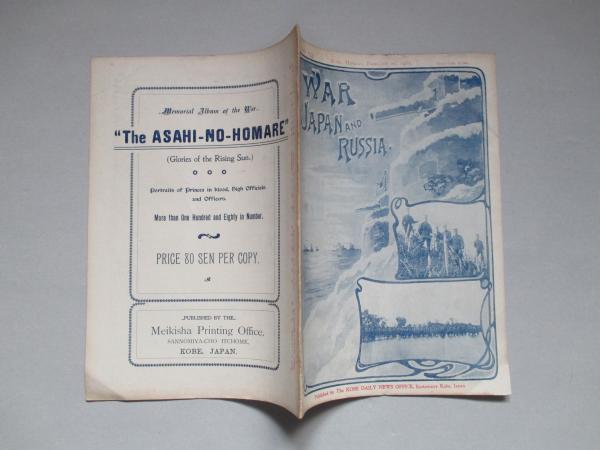 Memorial Album of the War.
"The ASAHI-NO-HOMARE"
(Glories of the Rising Sun.)
Portraits of Princes in blood, High Officials
and Officers.
More than One Hundred and Eighty in Number.
PRICE 80 SEN PER COPY.
PUBLISHED BY THE
Meikisha Printing Office,
SANNOMIYA-CHO ITCHOME,
KOBE, JAPAN.
WAR
JAPAN AND
RUSSIA.
Published by The KOBE DAILY NEWS OFFICE, Kobe, Japan